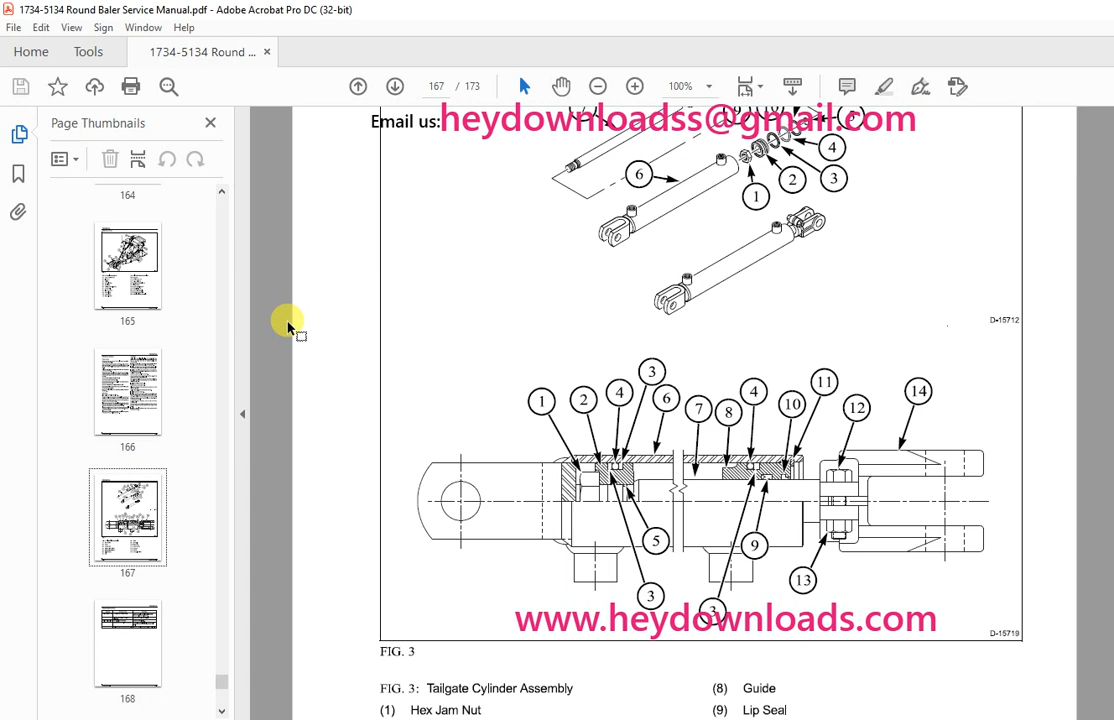 1734-5134 Round Baler Service Manual.pdf - Adobe Acrobat Pro DC (32-bit)
File Edit View Sign Window Help
Home Tools 1734-5134 Round ... ×
167 / 173 100%
Page Thumbnails
164
165
166
167
168
Email us:heydownloadss@gmail.com
4
6 1 2 3
D-15712
1 2 4 3 6 7 8 4 10 11 12 14
5 9 13
3 3
www.heydownloads.com
D-15719
FIG. 3
FIG. 3: Tailgate Cylinder Assembly
(1) Hex Jam Nut
(8) Guide
(9) Lip Seal